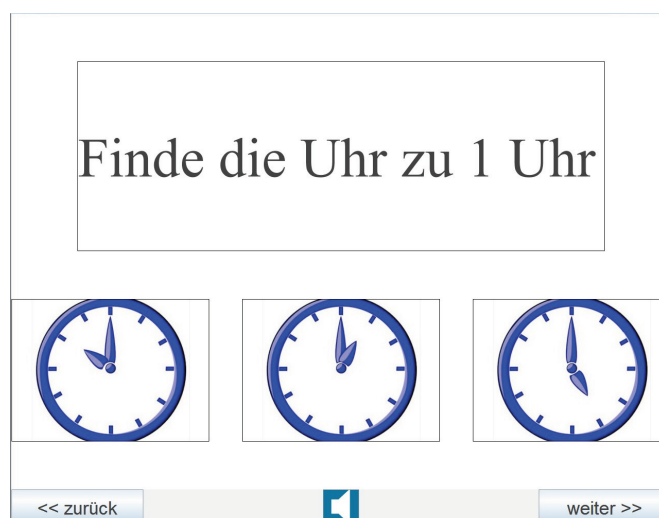 Finde die Uhr zu 1 Uhr
<< zurück
weiter >>